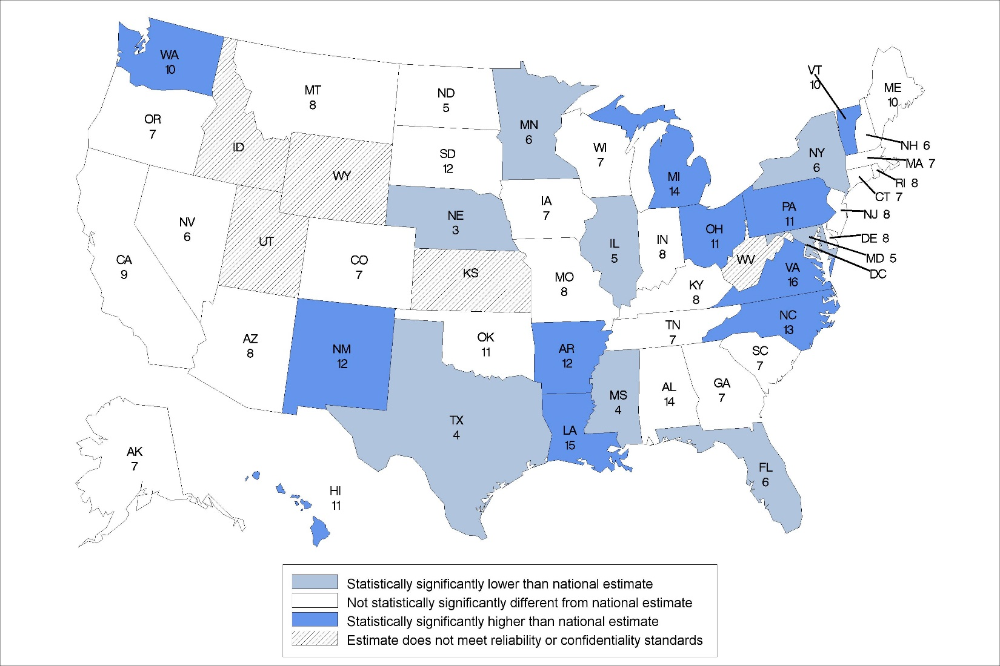 WA
10
VT
10
ME
10
MT
8
ND
5
OR
7
MN
6
ID
WI
7
NH 6
SD
12
NY
6
MA 7
WY
MI
14
RI 8
CT 7
IA
7
PA
11
NJ 8
NE
3
NV
6
OH
11
DE 8
UT
IN
8
IL
5
MD 5
CA
9
CO
7
WV
VA
16
DC
KS
MO
8
KY
8
NC
13
TN
7
AZ
8
OK
11
NM
12
AR
12
SC
7
GA
7
AL
14
MS
4
TX
4
LA
15
AK
7
FL
6
HI
11
Statistically significantly lower than national estimate
Not statistically significantly different from national estimate
Statistically significantly higher than national estimate
Estimate does not meet reliability or confidentiality standards